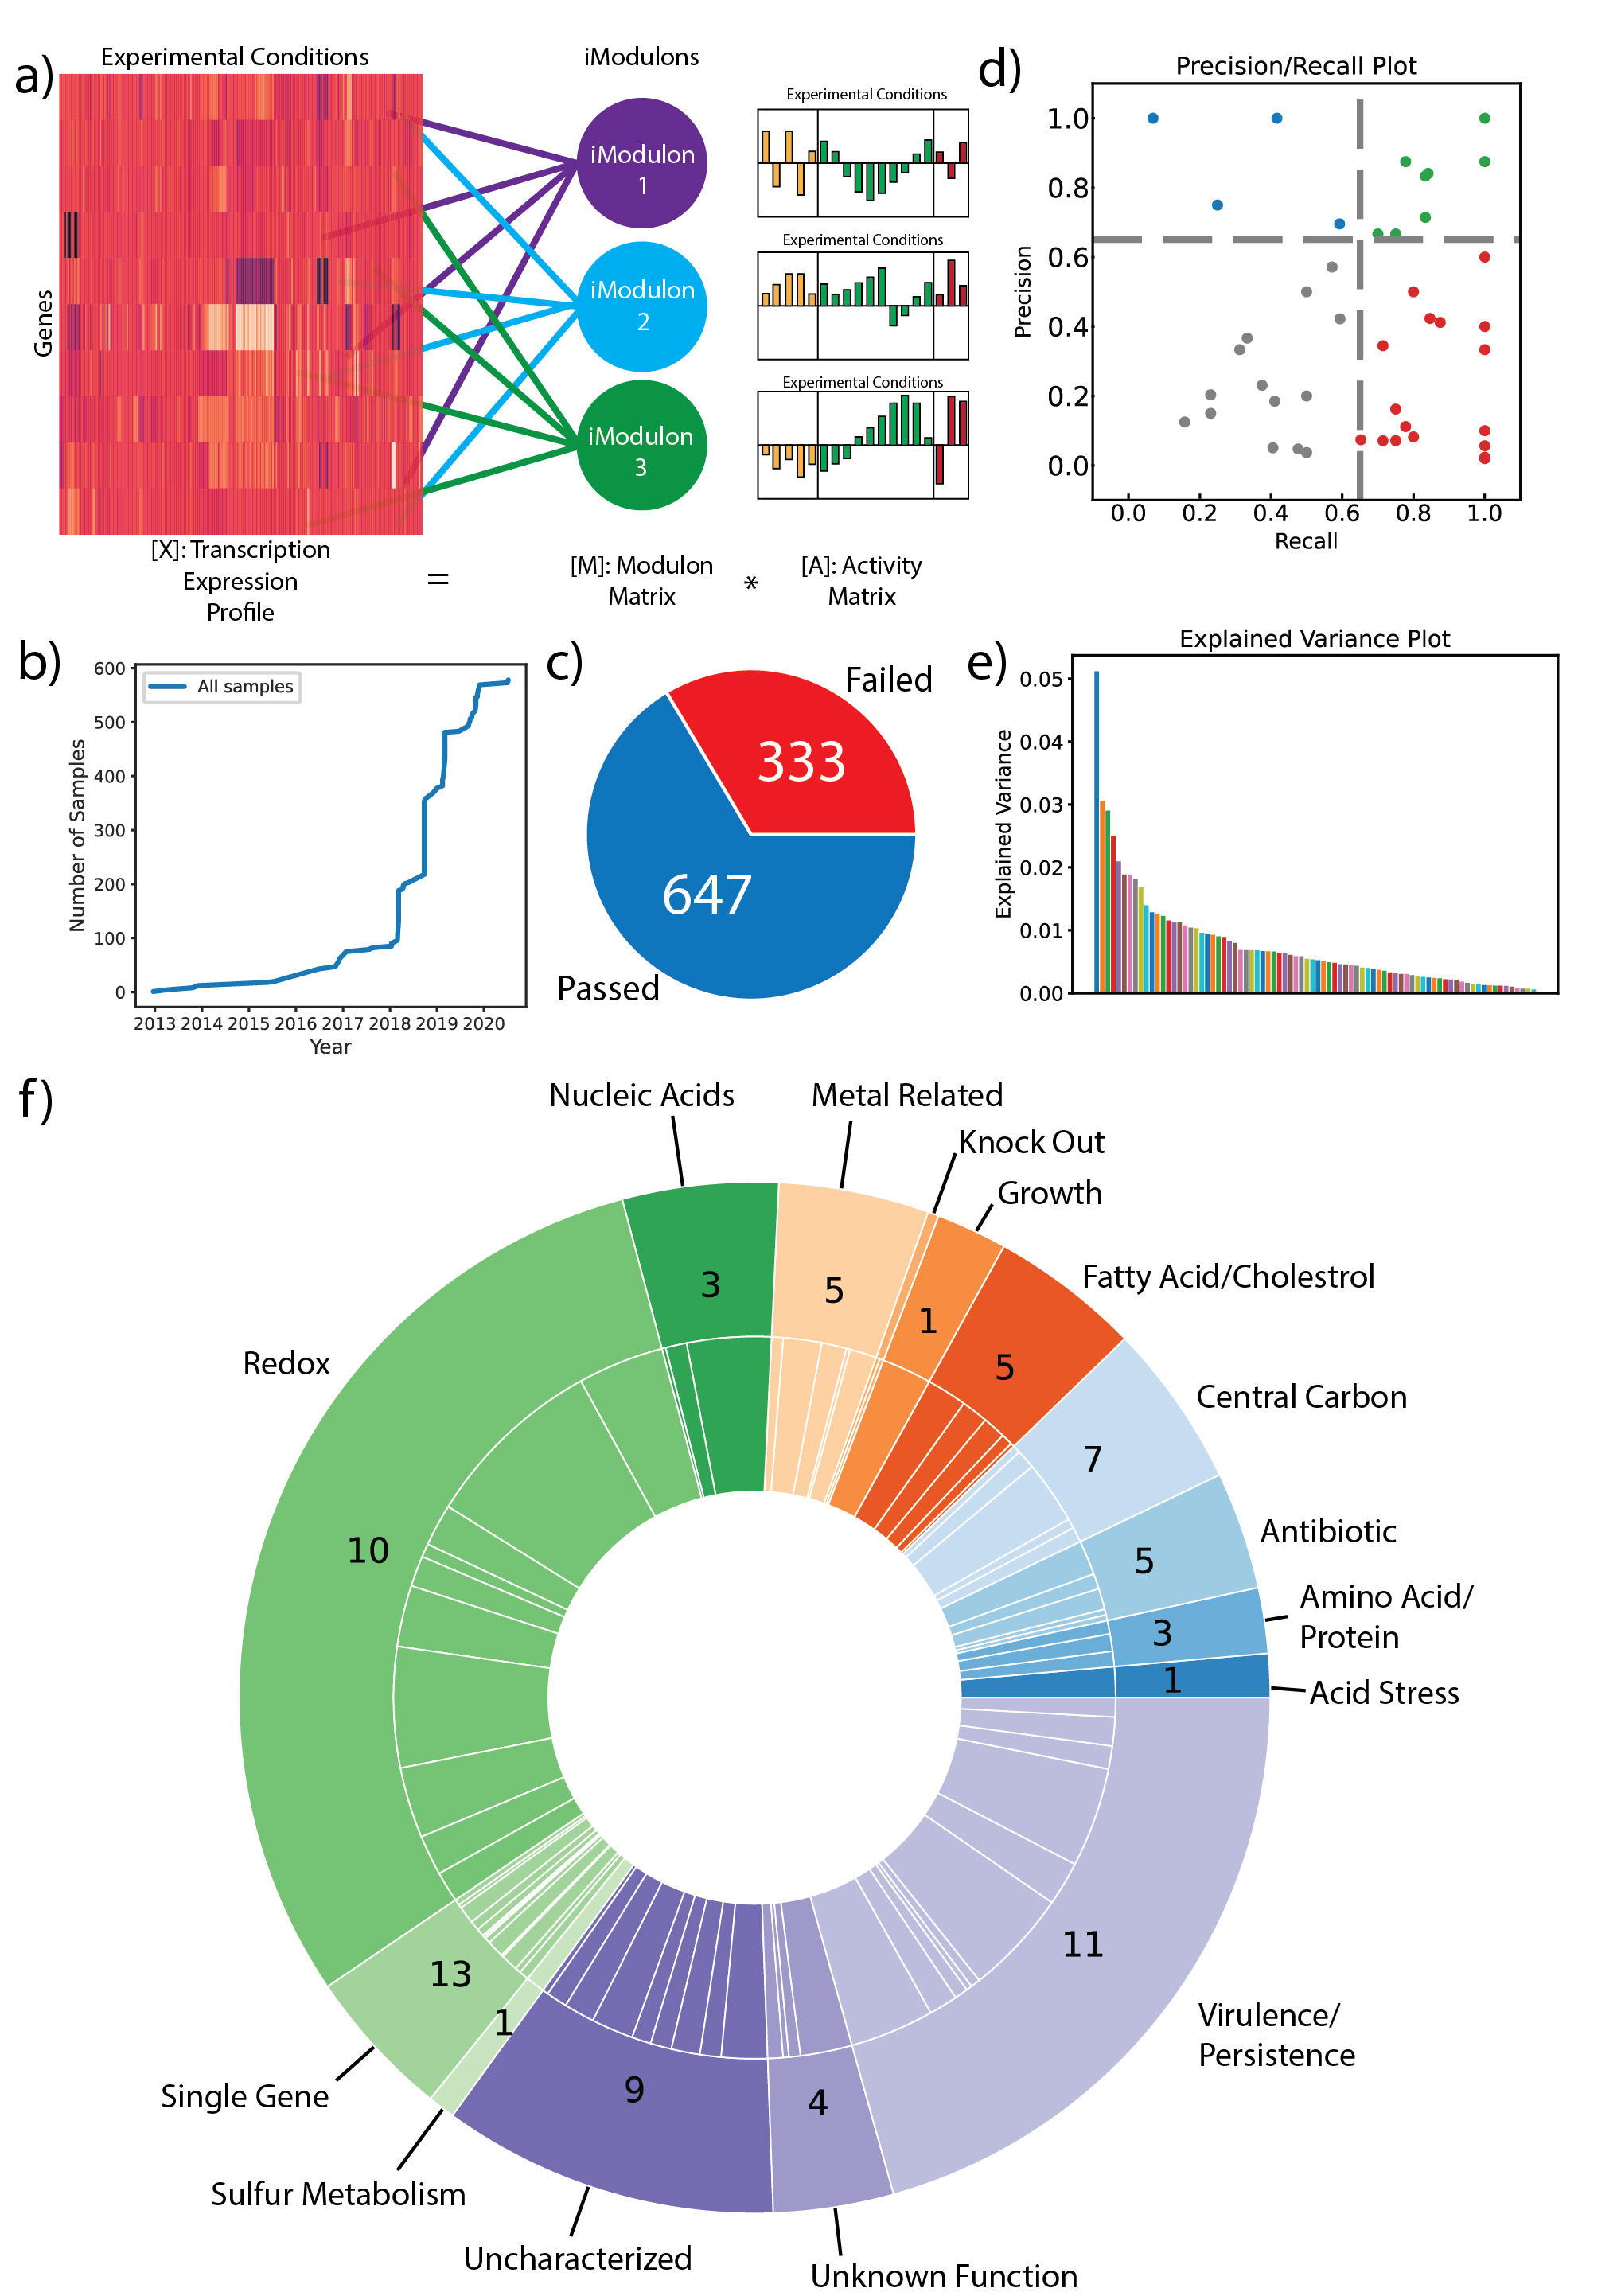 a)
Experimental Conditions
iModulons
Genes
iModulon
1
iModulon
2
iModulon
3
Experimental Conditions
Experimental Conditions
Experimental Conditions
[X]: Transcription
Expression
Profile
=
[M]: Modulon
Matrix
*
[A]: Activity
Matrix
d)
Precision/Recall Plot
Precision
1.0
0.8
0.6
0.4
0.2
0.0
0.0 0.2 0.4 0.6 0.8 1.0
Recall
b)
All samples
Number of Samples
600
500
400
300
200
100
0
2013 2014 2015 2016 2017 2018 2019 2020
Year
c)
Failed
333
647
Passed
e)
Explained Variance Plot
Explained Variance
0.05
0.04
0.03
0.02
0.01
0.00
f)
Nucleic Acids
3
Metal Related
5
Knock Out
Growth
1
Fatty Acid/Cholestrol
5
Central Carbon
7
Antibiotic
5
Amino Acid/
Protein
3
Acid Stress
1
Redox
10
Single Gene
13
Sulfur Metabolism
1
Uncharacterized
9
Unknown Function
4
Virulence/
Persistence
11